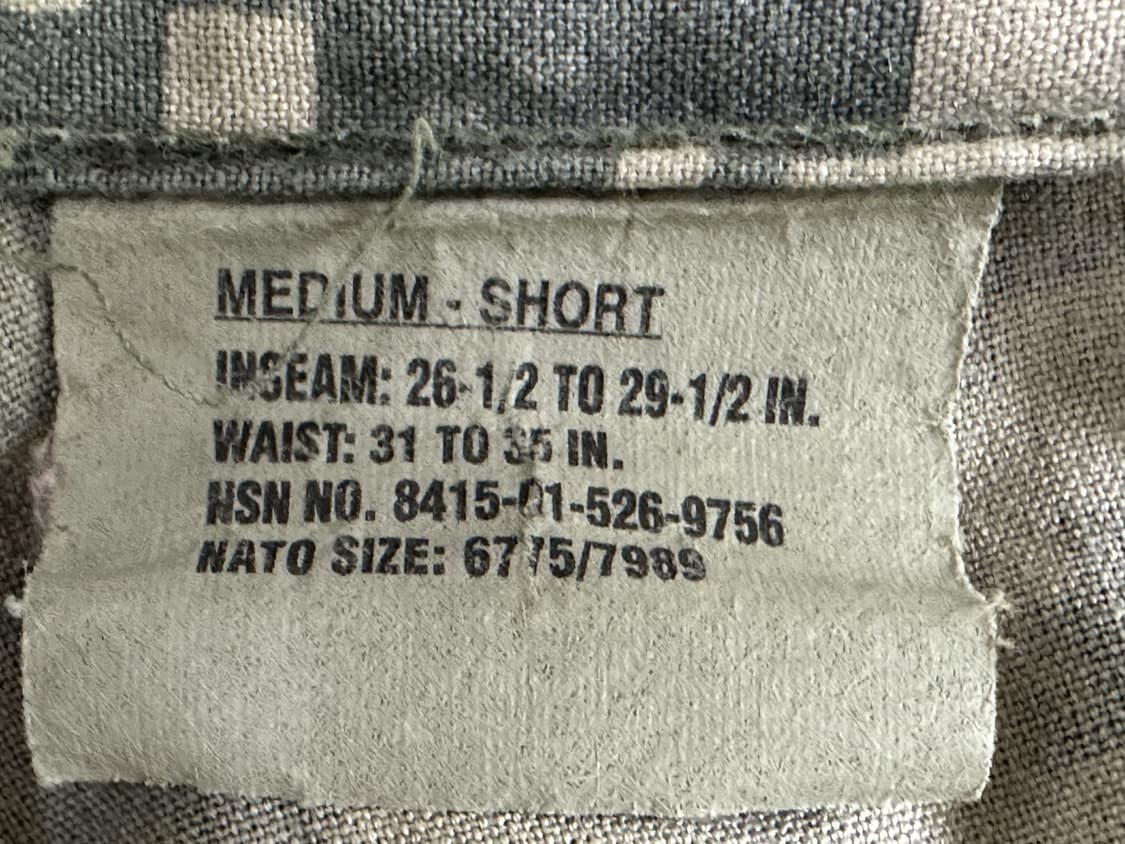 MEDIUM - SHORT
INSEAM: 26-1/2 TO 29-1/2 IN.
WAIST: 31 TO 35 IN.
NSN NO. 8415-01-526-9756
NATO SIZE: 6775/7989